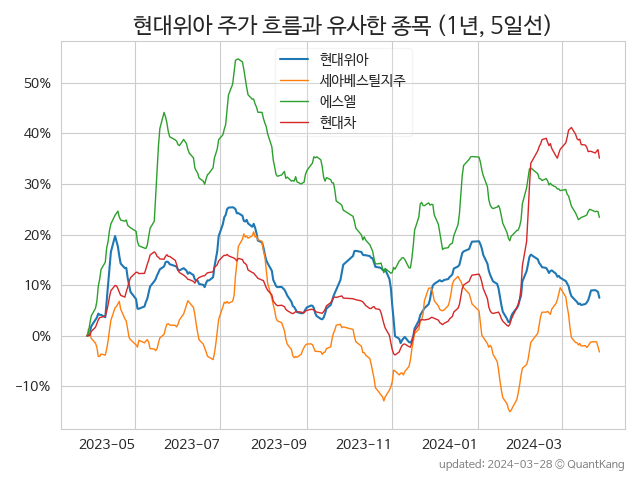 현대위아 주가 흐름과 유사한 종목 (1년, 5일선)
현대위아
세아베스틸지주
에스엘
현대차
50%
40%
30%
20%
10%
0%
−10%
2023-05 2023-07 2023-09 2023-11 2024-01 2024-03
updated: 2024-03-28 © QuantKang